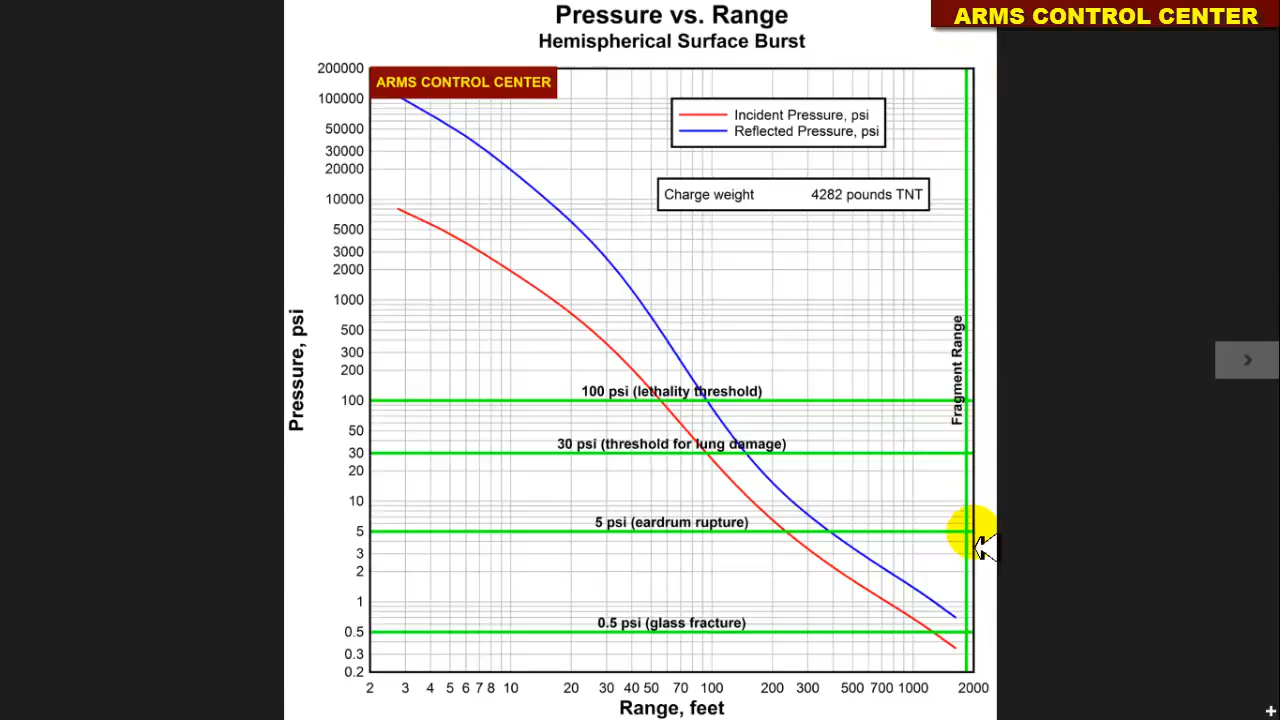 Pressure vs. Range
ARMS CONTROL CENTER
Hemispherical Surface Burst
200000
ARMS CONTROL CENTER
100000
50000
30000
20000
10000
5000
3000
2000
1000
500
300
200
100
50
30
20
10
5
3
2
1
0.5
0.3
0.2
Pressure, psi
Incident Pressure, psi
Reflected Pressure, psi
Charge weight 4282 pounds TNT
Fragment Range
100 psi (lethality threshold)
30 psi (threshold for lung damage)
5 psi (eardrum rupture)
0.5 psi (glass fracture)
2 3 4 5 6 7 8 10 20 30 40 50 70 100 200 300 500 700 1000 2000
Range, feet